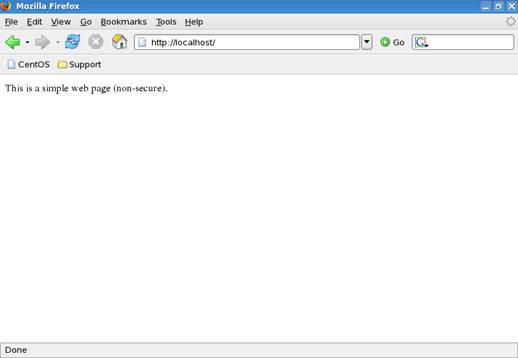 Mozilla Firefox
File Edit View Go Bookmarks Tools Help
http://localhost/ Go G
CentOS Support
This is a simple web page (non-secure).
Done